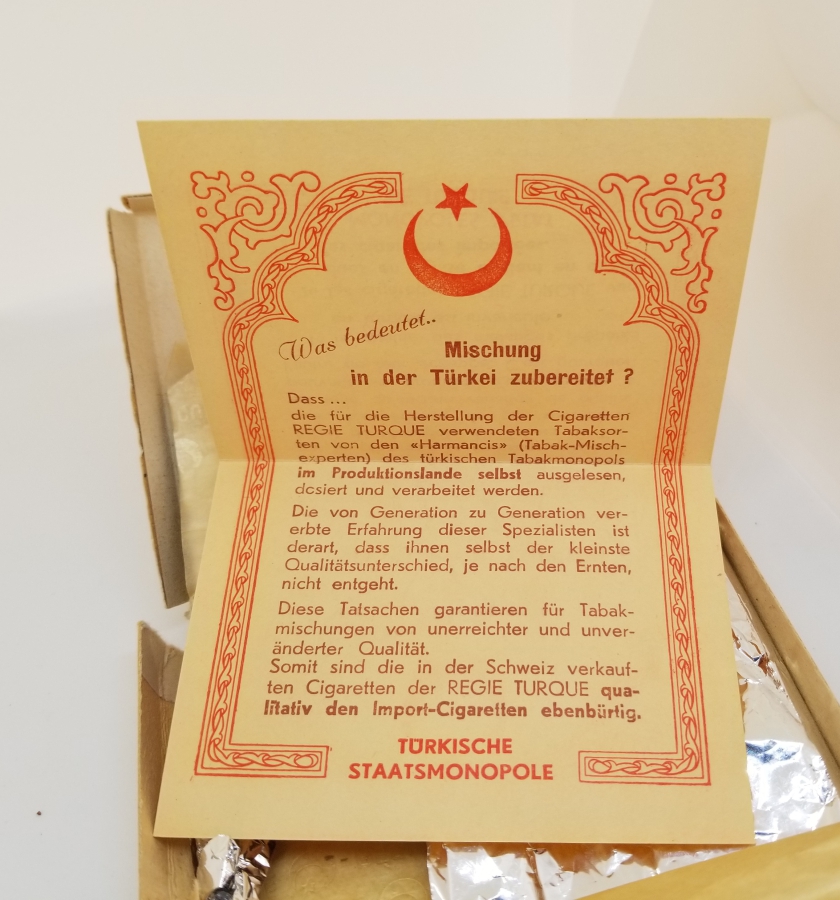 Was bedeutet..
Mischung
in der Türkei zubereitet ?
Dass ...
die für die Herstellung der Cigaretten
REGIE TURQUE verwendeten Tabaksor-
ten von den «Harmancis» (Tabak-Misch-
experten) des türkischen Tabakmonopols
im Produktionslande selbst ausgelesen,
dosiert und verarbeitet werden.
Die von Generation zu Generation ver-
erbte Erfahrung dieser Spezialisten ist
derart, dass ihnen selbst der kleinste
Qualitätsunterschied, je nach den Ernten,
nicht entgeht.
Diese Tatsachen garantieren für Tabak-
mischungen von unerreichter und unver-
änderter Qualität.
Somit sind die in der Schweiz verkauf-
ten Cigaretten der REGIE TURQUE qua-
litativ den Import-Cigaretten ebenbürtig.
TÜRKISCHE
STAATSMONOPOLE